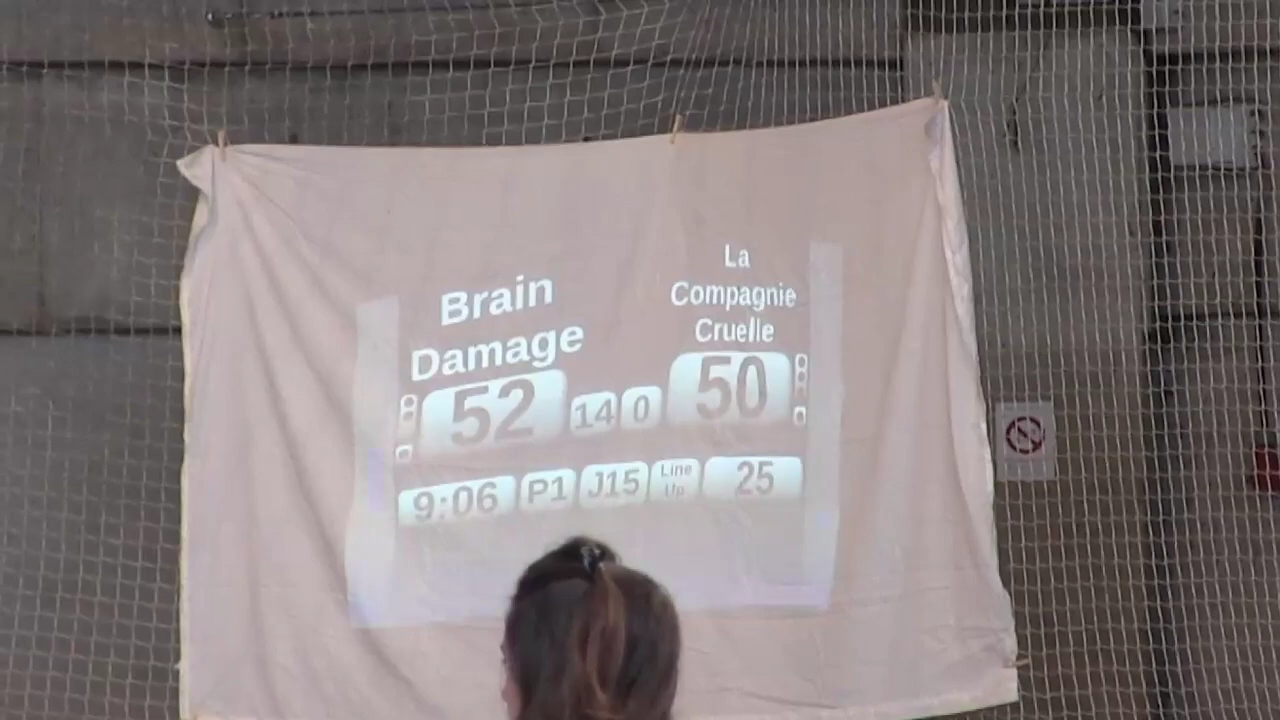 Brain
Damage
La
Compagnie
Cruelle
52 14 0 50
9:06 P1 J15 Line Up 25